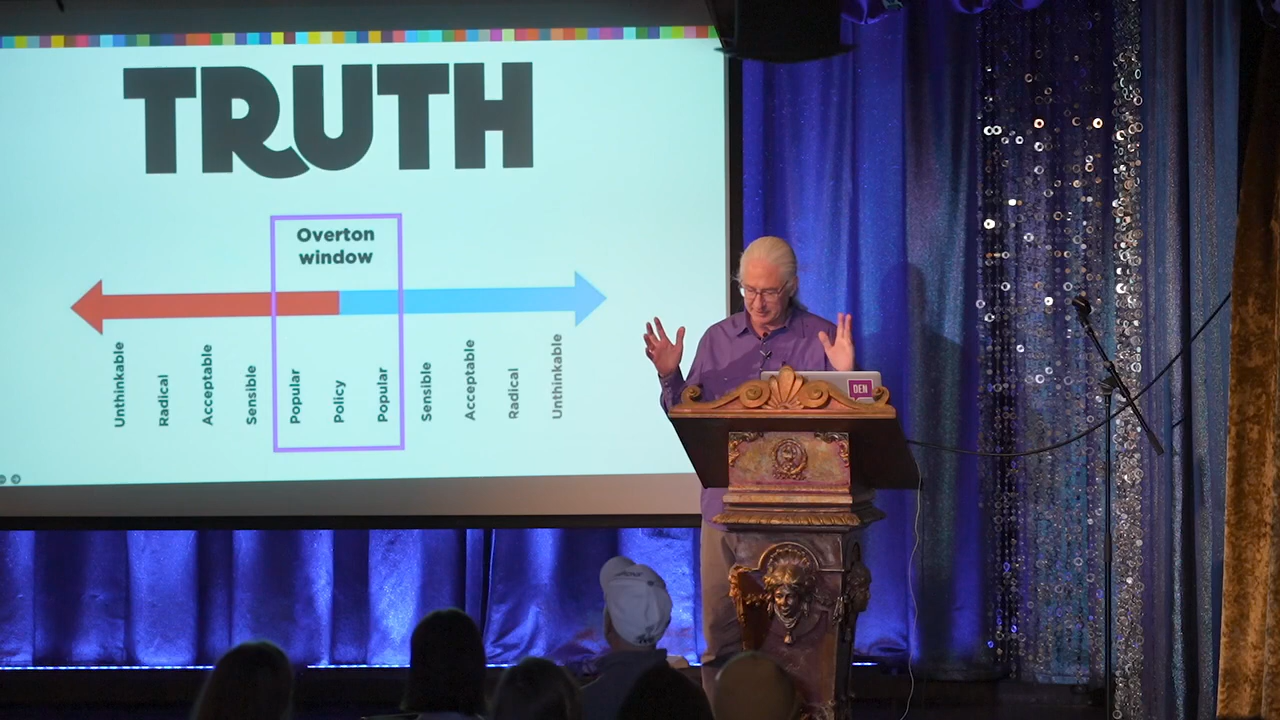 TRUTH
Overton
window
Unthinkable
Radical
Acceptable
Sensible
Popular
Policy
Popular
Sensible
Acceptable
Radical
Unthinkable
DEN